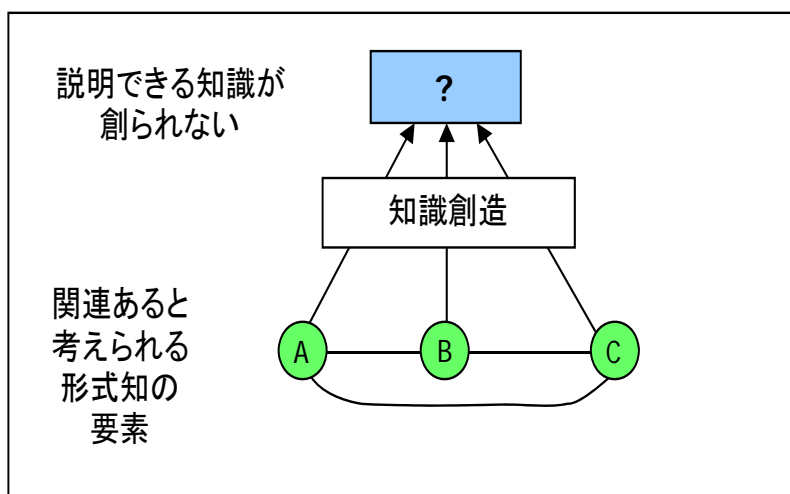 説明できる知識が
創られない
?
知識創造
関連あると
考えられる
形式知の
要素
A
B
C